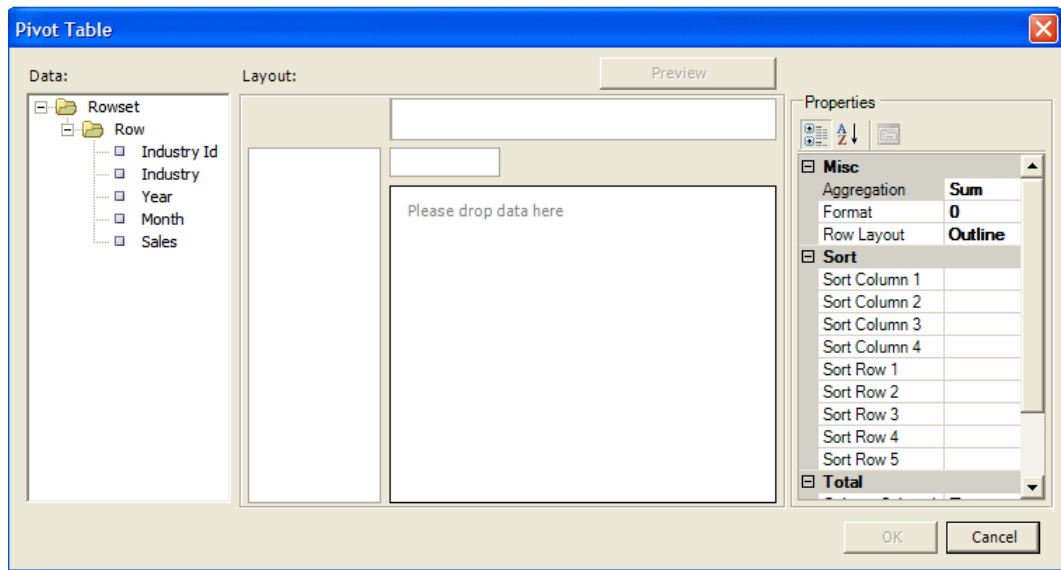 Pivot Table
Data:
Layout:
Preview
Rowset
Row
Industry Id
Industry
Year
Month
Sales
Please drop data here
Properties
Misc
Aggregation Sum
Format 0
Row Layout Outline
Sort
Sort Column 1
Sort Column 2
Sort Column 3
Sort Column 4
Sort Row 1
Sort Row 2
Sort Row 3
Sort Row 4
Sort Row 5
Total
OK
Cancel